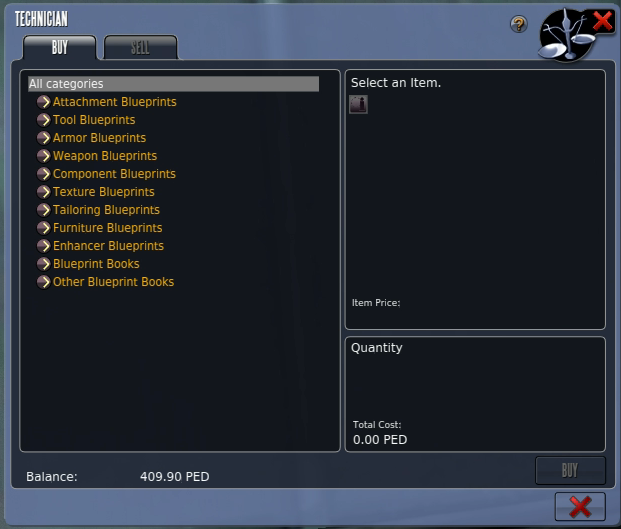 TECHNICIAN
?
BUY
SELL
All categories
Attachment Blueprints
Tool Blueprints
Armor Blueprints
Weapon Blueprints
Component Blueprints
Texture Blueprints
Tailoring Blueprints
Furniture Blueprints
Enhancer Blueprints
Blueprint Books
Other Blueprint Books
Select an Item.
Item Price:
Quantity
Total Cost:
0.00 PED
Balance: 409.90 PED
BUY